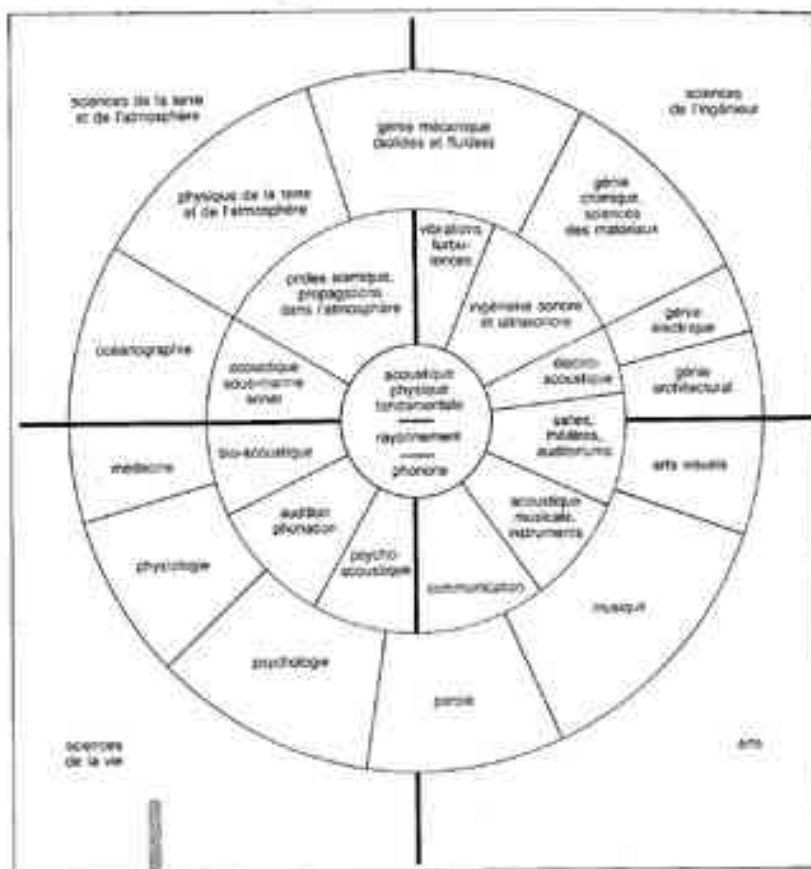 sciences de la terre
et de l'atmosphère
sciences
de l'ingénieur
génie mécanique
(solides et fluides)
physique de la terre
et de l'atmosphère
génie
chimique,
sciences
des matériaux
vibrations,
turbu-
lences
ondes sismique,
propagations
dans l'atmosphère
ingénierie sonore
et ultrasonore
génie
électrique
océanographie
acoustique
sous-marine
sonar
acoustique
physique
fondamentale
rayonnement
phonons
électro-
acoustique
génie
architectural
salles,
théâtres,
auditoriums
médecine
bio-acoustique
arts visuels
audition
phonation
acoustique
musicale,
instruments
physiologie
psycho-
acoustique
communication
musique
psychologie
parole
sciences
de la vie
arts